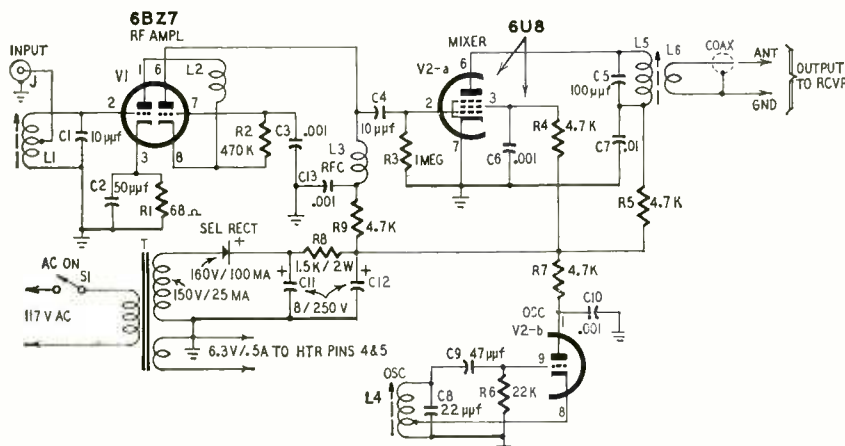 6BZ7
RF AMPL
6U8
MIXER
INPUT
J
V1
1
6
L2
2
7
3
8
C1
10μμf
L1
C2
50μμf
R1
68Ω
R2
470K
C3
.001
C13
.001
L3
RFC
R9
4.7K
C4
10μμf
V2-a
6
2
3
7
R3
1MEG
C6
.001
R4
4.7K
C5
100μμf
C7
.01
L5
L6
COAX
ANT
GND
OUTPUT
TO RCVR
R5
4.7K
T
SEL RECT
+
160V/100 MA
150V/25 MA
R8
1.5K/2W
+
C11
+
C12
8/250 V
AC ON
S1
117 V AC
6.3V/.5A TO HTR PINS 4&5
R7
4.7K
OSC
V2-b
1
C10
.001
9
8
C9
47μμf
R6
22K
OSC
L4
C8
22μμf